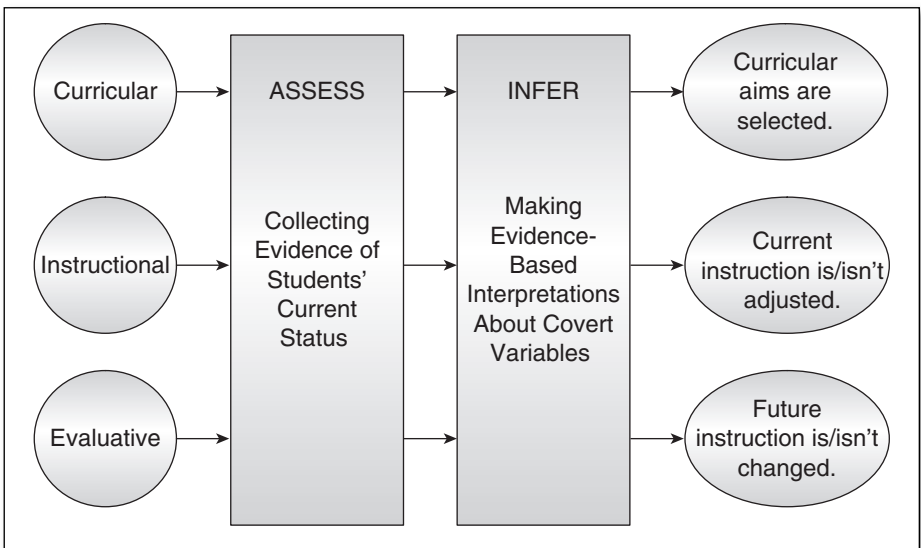 Curricular
ASSESS
INFER
Curricular
aims are
selected.
Instructional
Collecting
Evidence of
Students'
Current
Status
Making
Evidence-
Based
Interpretations
About Covert
Variables
Current
instruction is/isn't
adjusted.
Evaluative
Future
instruction is/isn't
changed.